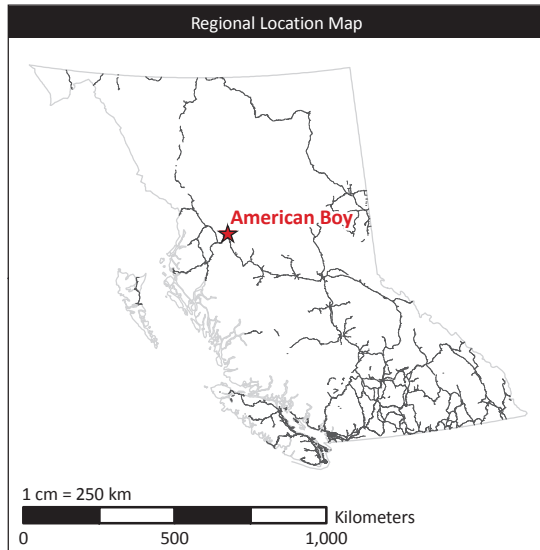 Regional Location Map
American Boy
1 cm = 250 km
Kilometers
0 500 1,000